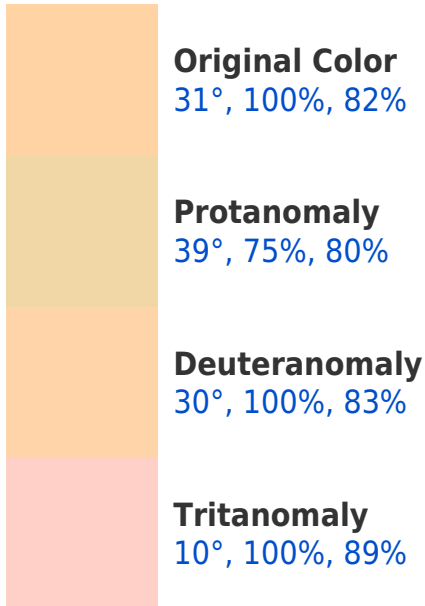 Original Color
31°, 100%, 82%
Protanomaly
39°, 75%, 80%
Deuteranomaly
30°, 100%, 83%
Tritanomaly
10°, 100%, 89%